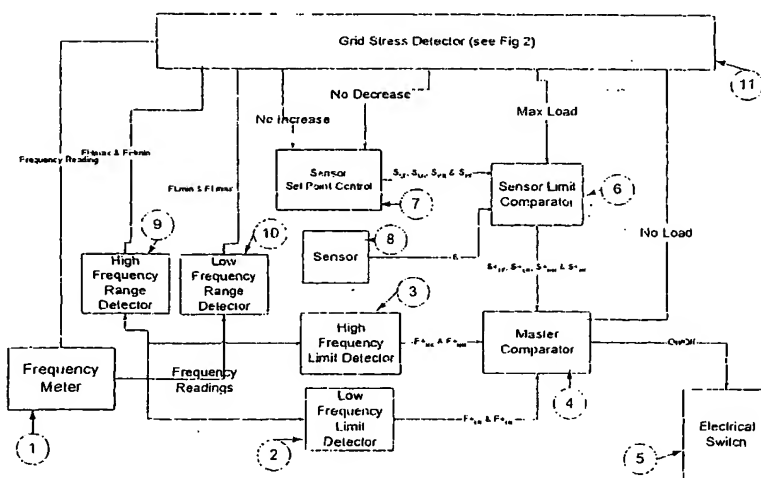 Grid Stress Detector (see Fig 2)
11
No Decrease
No Increase
Max Load
Frequency Reading
Sensor
Set Point Control
7
Sensor Limit
Comparator
6
No Load
9
10
8
Sensor
High
Frequency
Range
Detector
Low
Frequency
Range
Detector
3
High
Frequency
Limit Detector
Master
Comparator
4
On/Off
Frequency
Meter
1
Frequency
Readings
Low
Frequency
Limit
Detector
2
Electrical
Switch
5